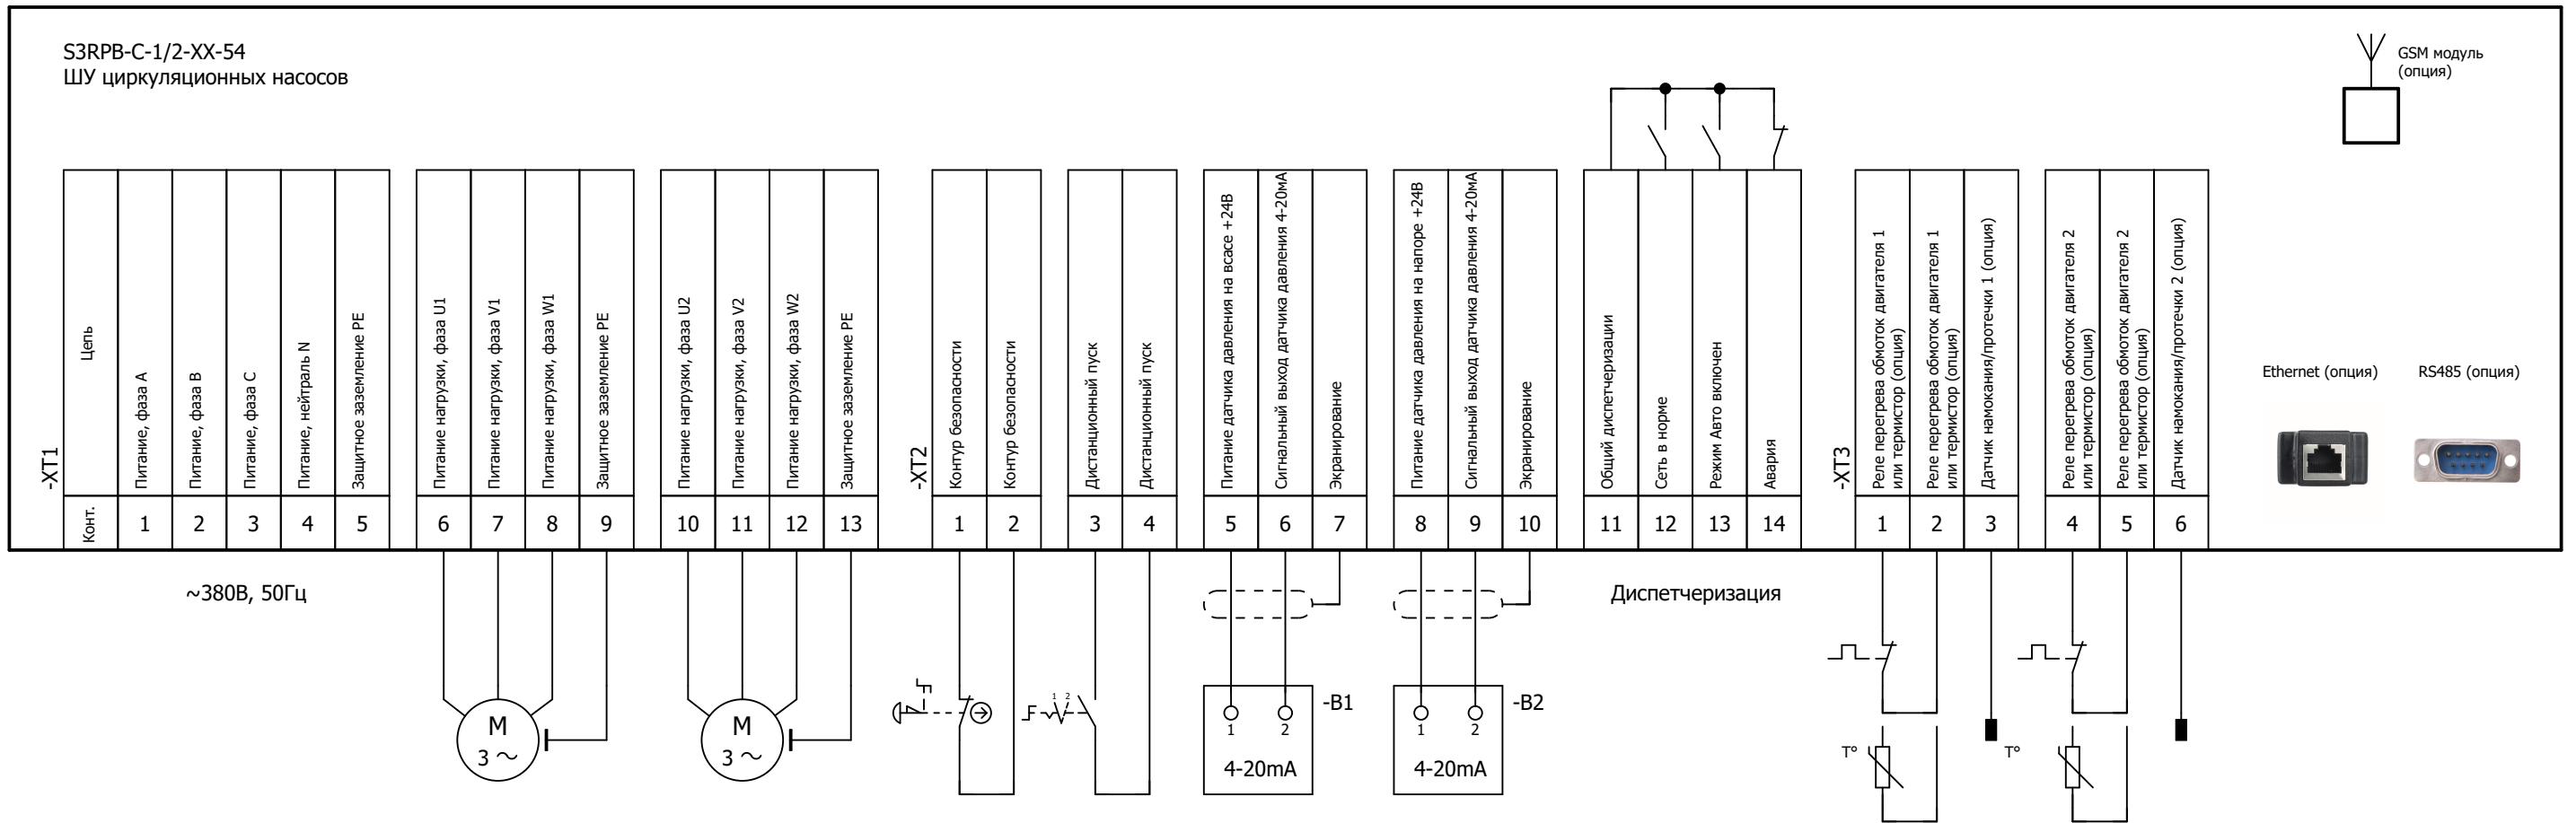 S3RPB-C-1/2-XX-54
ШУ циркуляционных насосов
GSM модуль
(опция)
-XT1
Цепь
Питание, фаза A
Питание, фаза B
Питание, фаза C
Питание, нейтраль N
Защитное заземление PE
Питание нагрузки, фаза U1
Питание нагрузки, фаза V1
Питание нагрузки, фаза W1
Защитное заземление PE
Питание нагрузки, фаза U2
Питание нагрузки, фаза V2
Питание нагрузки, фаза W2
Защитное заземление PE
-XT2
Контур безопасности
Контур безопасности
Дистанционный пуск
Дистанционный пуск
Питание датчика давления на всасе +24В
Сигнальный выход датчика давления 4-20мА
Экранирование
Питание датчика давления на напоре +24В
Сигнальный выход датчика давления 4-20мА
Экранирование
Общий диспетчеризации
Сеть в норме
Режим Авто включен
Авария
-XT3
Реле перегрева обмоток двигателя 1
или термистор (опция)
Реле перегрева обмоток двигателя 1
или термистор (опция)
Датчик намокания/протечки 1 (опция)
Реле перегрева обмоток двигателя 2
или термистор (опция)
Реле перегрева обмоток двигателя 2
или термистор (опция)
Датчик намокания/протечки 2 (опция)
Ethernet (опция)
RS485 (опция)
Конт.
1 2 3 4 5 6 7 8 9 10 11 12 13
1 2 3 4 5 6 7 8 9 10 11 12 13 14
1 2 3 4 5 6
~380В, 50Гц
Диспетчеризация
M
3 ~
M
3 ~
1 2
-B1
1 2
4-20mA
-B2
1 2
4-20mA
T°
T°